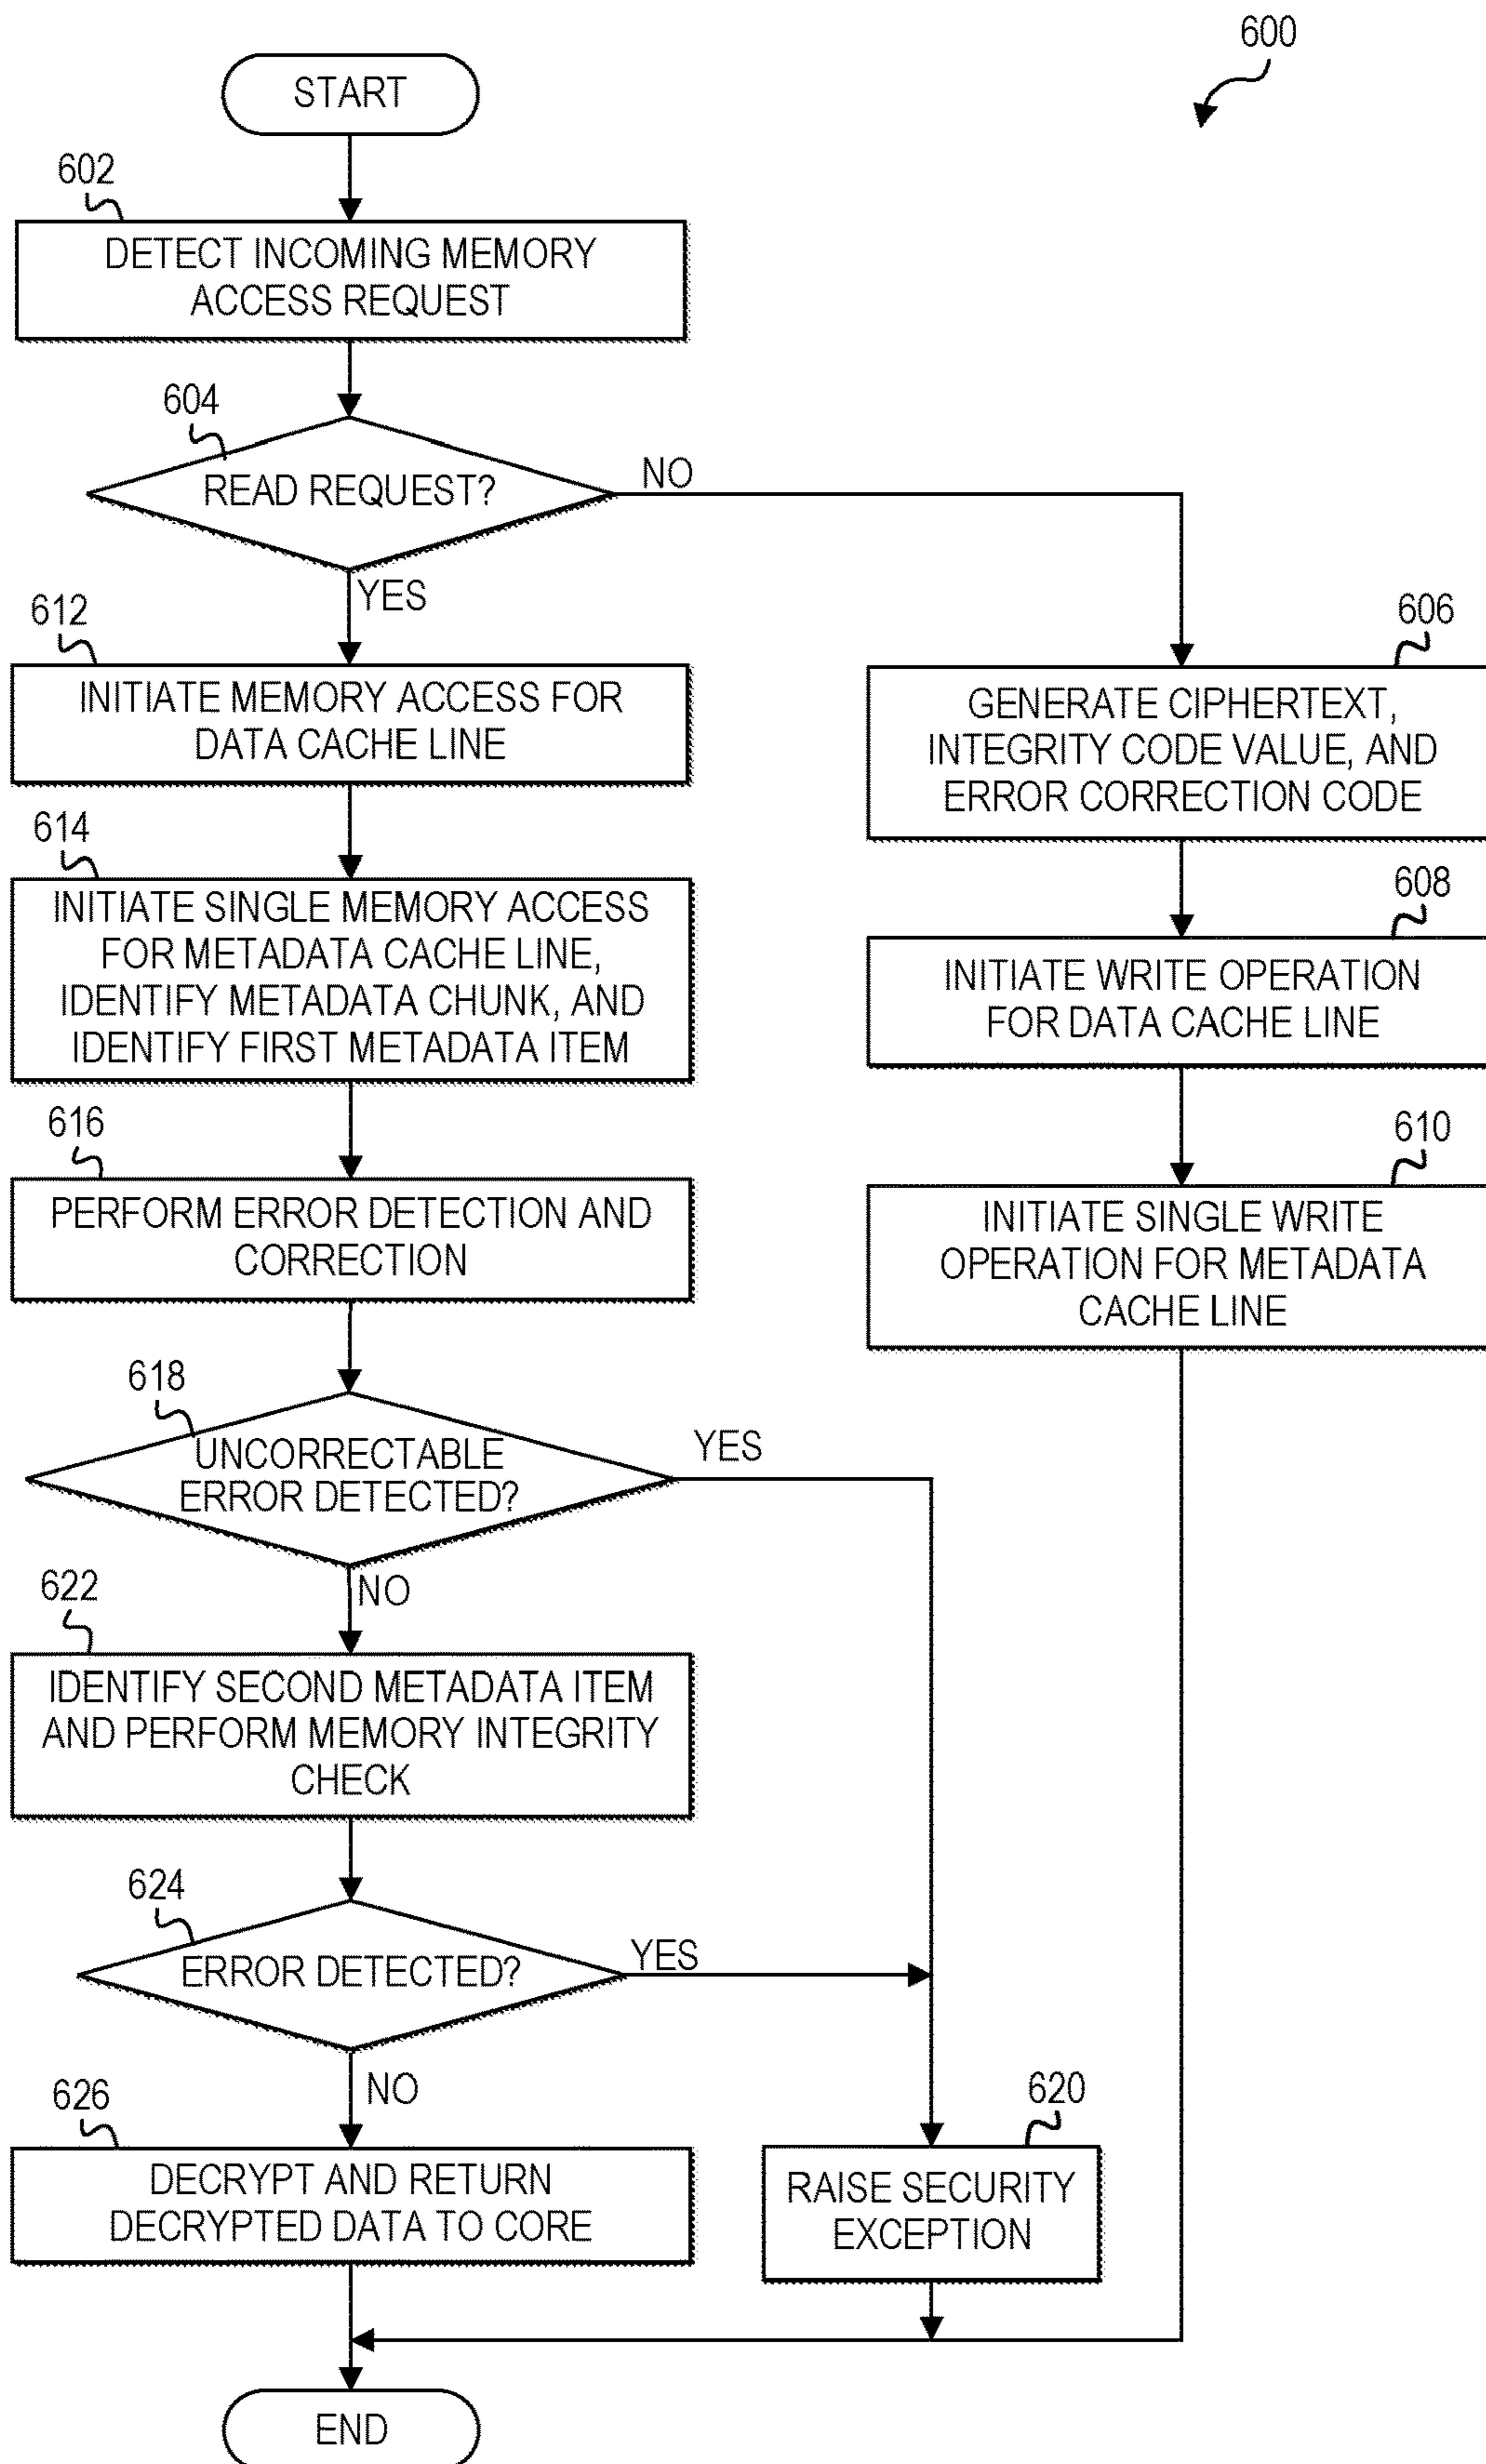 600
START
602
DETECT INCOMING MEMORY
ACCESS REQUEST
604
READ REQUEST?
NO
YES
612
INITIATE MEMORY ACCESS FOR
DATA CACHE LINE
606
GENERATE CIPHERTEXT,
INTEGRITY CODE VALUE, AND
ERROR CORRECTION CODE
614
INITIATE SINGLE MEMORY ACCESS
FOR METADATA CACHE LINE,
IDENTIFY METADATA CHUNK, AND
IDENTIFY FIRST METADATA ITEM
608
INITIATE WRITE OPERATION
FOR DATA CACHE LINE
616
PERFORM ERROR DETECTION AND
CORRECTION
610
INITIATE SINGLE WRITE
OPERATION FOR METADATA
CACHE LINE
618
UNCORRECTABLE
ERROR DETECTED?
YES
NO
622
IDENTIFY SECOND METADATA ITEM
AND PERFORM MEMORY INTEGRITY
CHECK
624
ERROR DETECTED?
YES
NO
626
DECRYPT AND RETURN
DECRYPTED DATA TO CORE
620
RAISE SECURITY
EXCEPTION
END